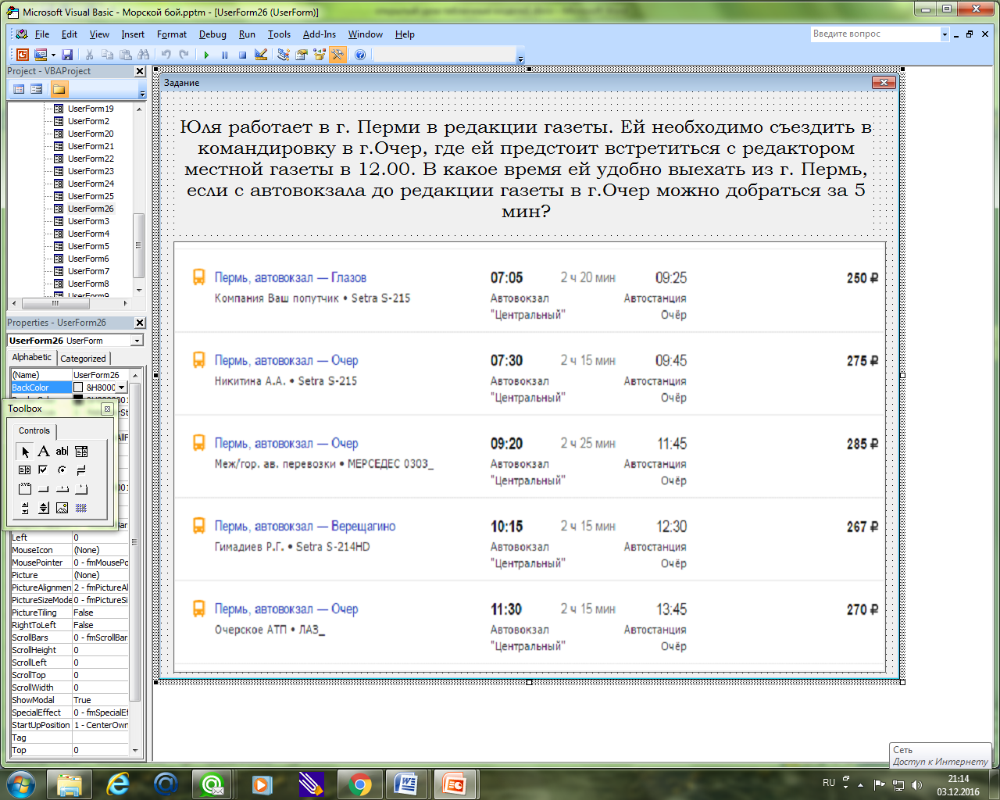 Microsoft Visual Basic - Морской бой.pptm - [UserForm26 (UserForm)]
File Edit View Insert Format Debug Run Tools Add-Ins Window Help
Введите вопрос
Project - VBAProject
UserForm19
UserForm2
UserForm20
UserForm21
UserForm22
UserForm23
UserForm24
UserForm25
UserForm26
UserForm3
UserForm4
UserForm5
UserForm6
UserForm7
UserForm8
UserForm9
Properties - UserForm26
UserForm26 UserForm
Alphabetic Categorized
(Name) UserForm26
BackColor &H8000
Toolbox
Controls
Left 0
MouseIcon (None)
MousePointer 0 - fmMousePo
Picture (None)
PictureAlignmen 2 - fmPictureAl
PictureSizeMode 0 - fmPictureSi
PictureTiling False
RightToLeft False
ScrollBars 0 - fmScrollBar
ScrollHeight 0
ScrollLeft 0
ScrollTop 0
ScrollWidth 0
ShowModal True
SpecialEffect 0 - fmSpecialEf
StartUpPosition 1 - CenterOwn
Tag
Top 0
Задание
Юля работает в г. Перми в редакции газеты. Ей необходимо съездить в
командировку в г.Очер, где ей предстоит встретиться с редактором
местной газеты в 12.00. В какое время ей удобно выехать из г. Пермь,
если с автовокзала до редакции газеты в г.Очер можно добраться за 5
мин?
Пермь, автовокзал — Глазов 07:05 2 ч 20 мин 09:25 250 ₽
Компания Ваш попутчик • Setra S-215 Автовокзал Автостанция
"Центральный" Очёр
Пермь, автовокзал — Очер 07:30 2 ч 15 мин 09:45 275 ₽
Никитина А.А. • Setra S-215 Автовокзал Автостанция
"Центральный" Очёр
Пермь, автовокзал — Очер 09:20 2 ч 25 мин 11:45 285 ₽
Меж/гор. ав. перевозки • МЕРСЕДЕС 0303_ Автовокзал Автостанция
"Центральный" Очёр
Пермь, автовокзал — Верещагино 10:15 2 ч 15 мин 12:30 267 ₽
Гимадиев Р.Г. • Setra S-214HD Автовокзал Автостанция
"Центральный" Очёр
Пермь, автовокзал — Очер 11:30 2 ч 15 мин 13:45 270 ₽
Очерское АТП • ЛАЗ_ Автовокзал Автостанция
"Центральный" Очёр
Сеть
Доступ к Интернету
RU 21:14
03.12.2016